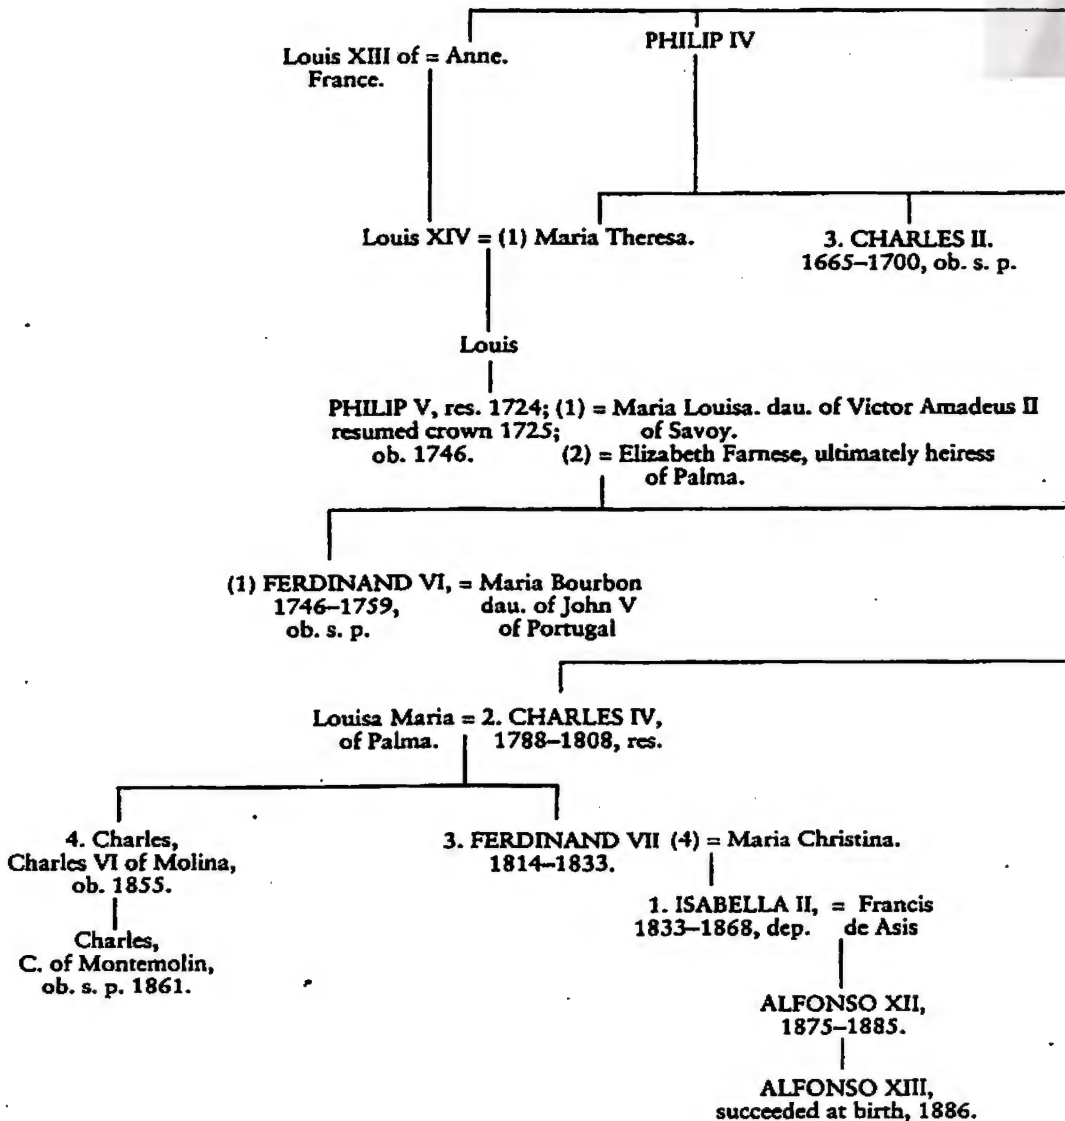 Louis XIII of = Anne.
France.
PHILIP IV
Louis XIV = (1) Maria Theresa.
3. CHARLES II.
1665–1700, ob. s. p.
Louis
PHILIP V, res. 1724; (1) = Maria Louisa. dau. of Victor Amadeus II
resumed crown 1725; of Savoy.
ob. 1746. (2) = Elizabeth Farnese, ultimately heiress
of Palma.
(1) FERDINAND VI, = Maria Bourbon
1746–1759, dau. of John V
ob. s. p. of Portugal
Louisa Maria = 2. CHARLES IV,
of Palma. 1788–1808, res.
4. Charles,
Charles VI of Molina,
ob. 1855.
3. FERDINAND VII (4) = Maria Christina.
1814–1833.
Charles,
C. of Montemolin,
ob. s. p. 1861.
1. ISABELLA II, = Francis
1833–1868, dep. de Asis
ALFONSO XII,
1875–1885.
ALFONSO XIII,
succeeded at birth, 1886.